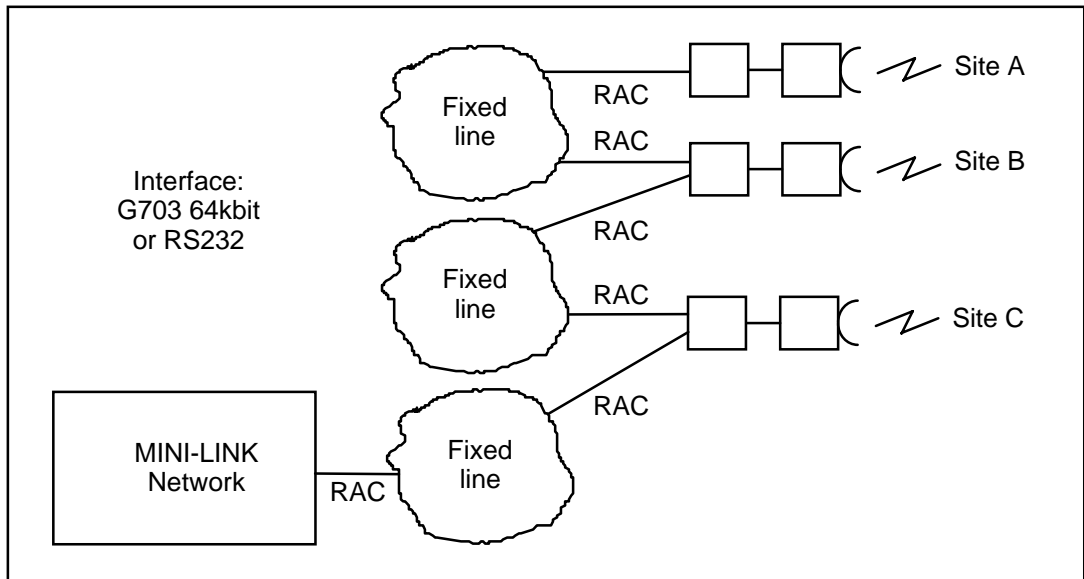 Site A
RAC
Fixed
line
RAC
Site B
Interface:
G703 64kbit
or RS232
RAC
Fixed
line
RAC
Site C
RAC
MINI-LINK
Network
RAC
Fixed
line